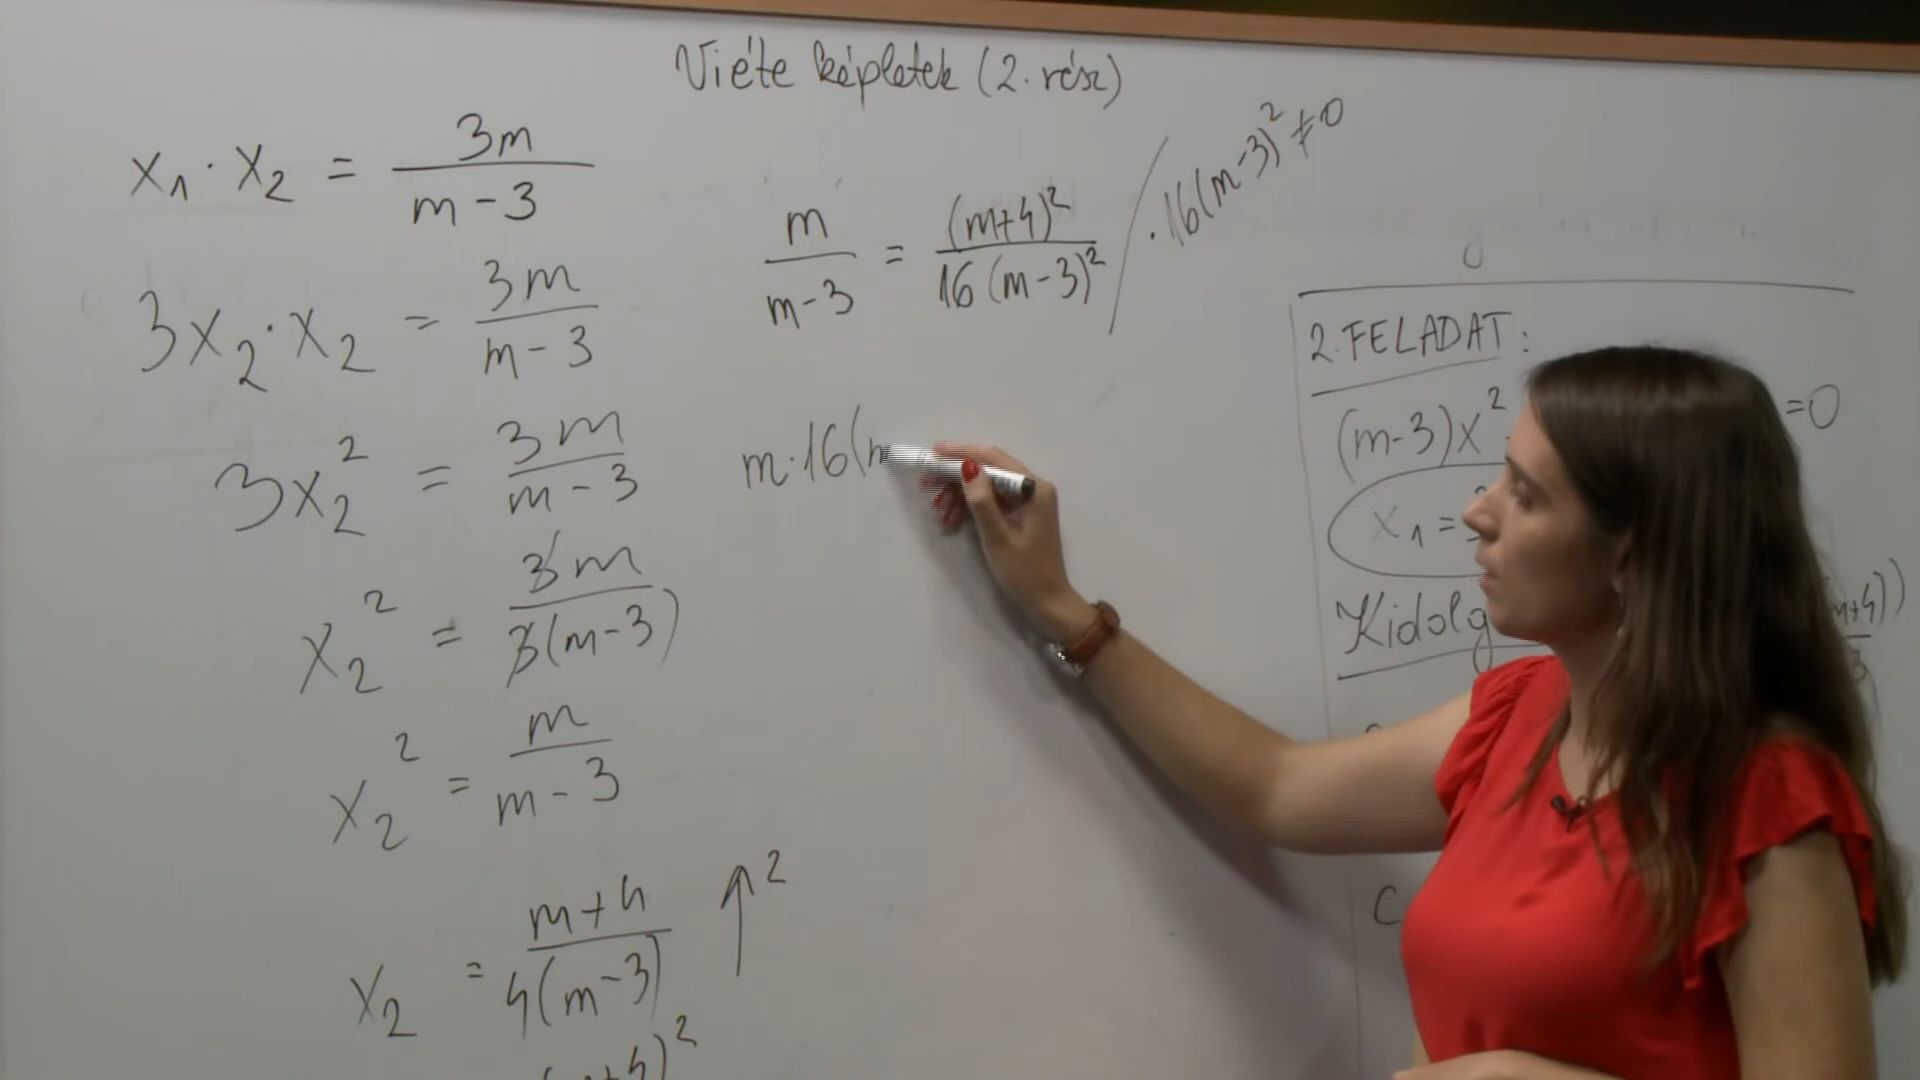 Viéte képletek (2. rész)
x₁ · x₂ = 3m / (m - 3)
3x₂ · x₂ = 3m / (m - 3)
3x₂² = 3m / (m - 3)
x₂² = 3m / 3(m - 3)
x₂² = m / (m - 3)
x₂ = (m + 4) / 4(m - 3) ↑²
m / (m - 3) = (m+4)² / 16(m - 3)² / · 16(m - 3)² ≠ 0
m · 16(m
2. FELADAT:
(m - 3)x² =0
x₁ =